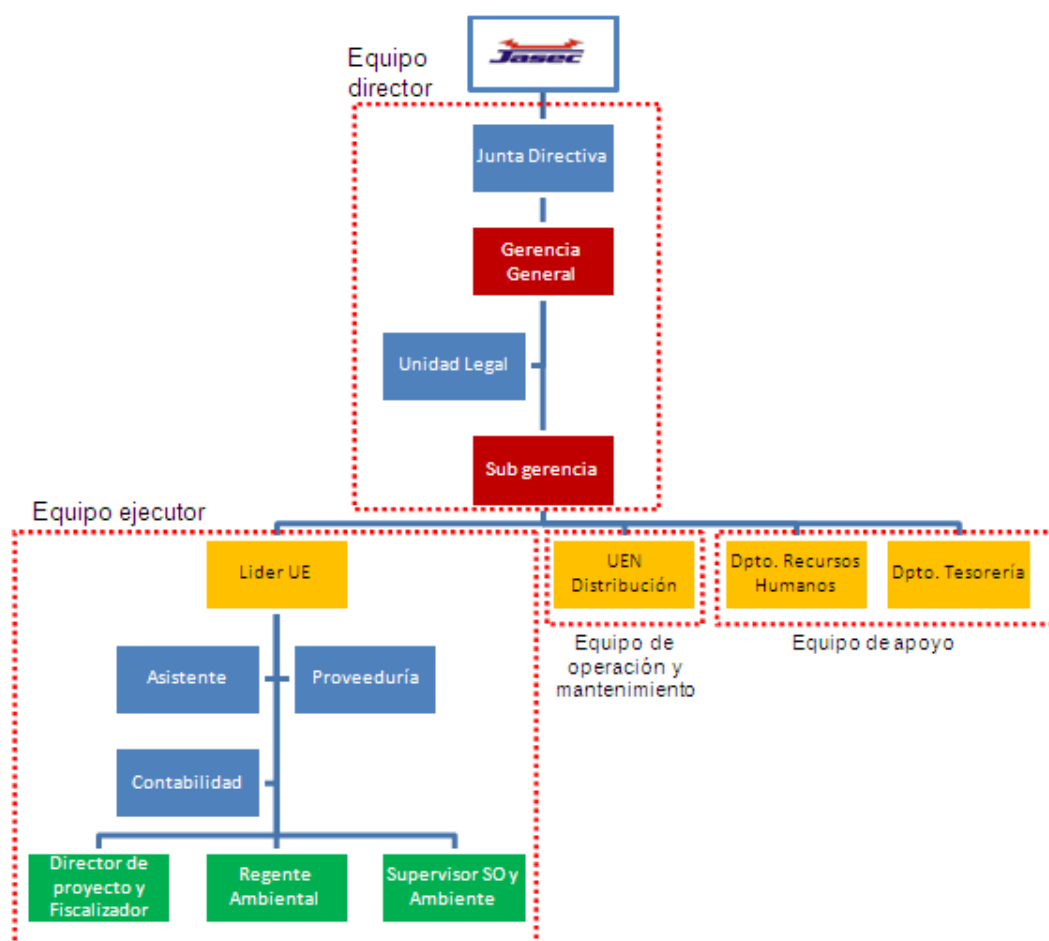 Jasec
Equipo
director
Junta Directiva
Gerencia
General
Unidad Legal
Sub gerencia
Equipo ejecutor
Lider UE
UEN
Distribución
Dpto. Recursos
Humanos
Dpto. Tesorería
Equipo de
operación y
mantenimiento
Equipo de apoyo
Asistente
Proveeduría
Contabilidad
Director de
proyecto y
Fiscalizador
Regente
Ambiental
Supervisor SO y
Ambiente